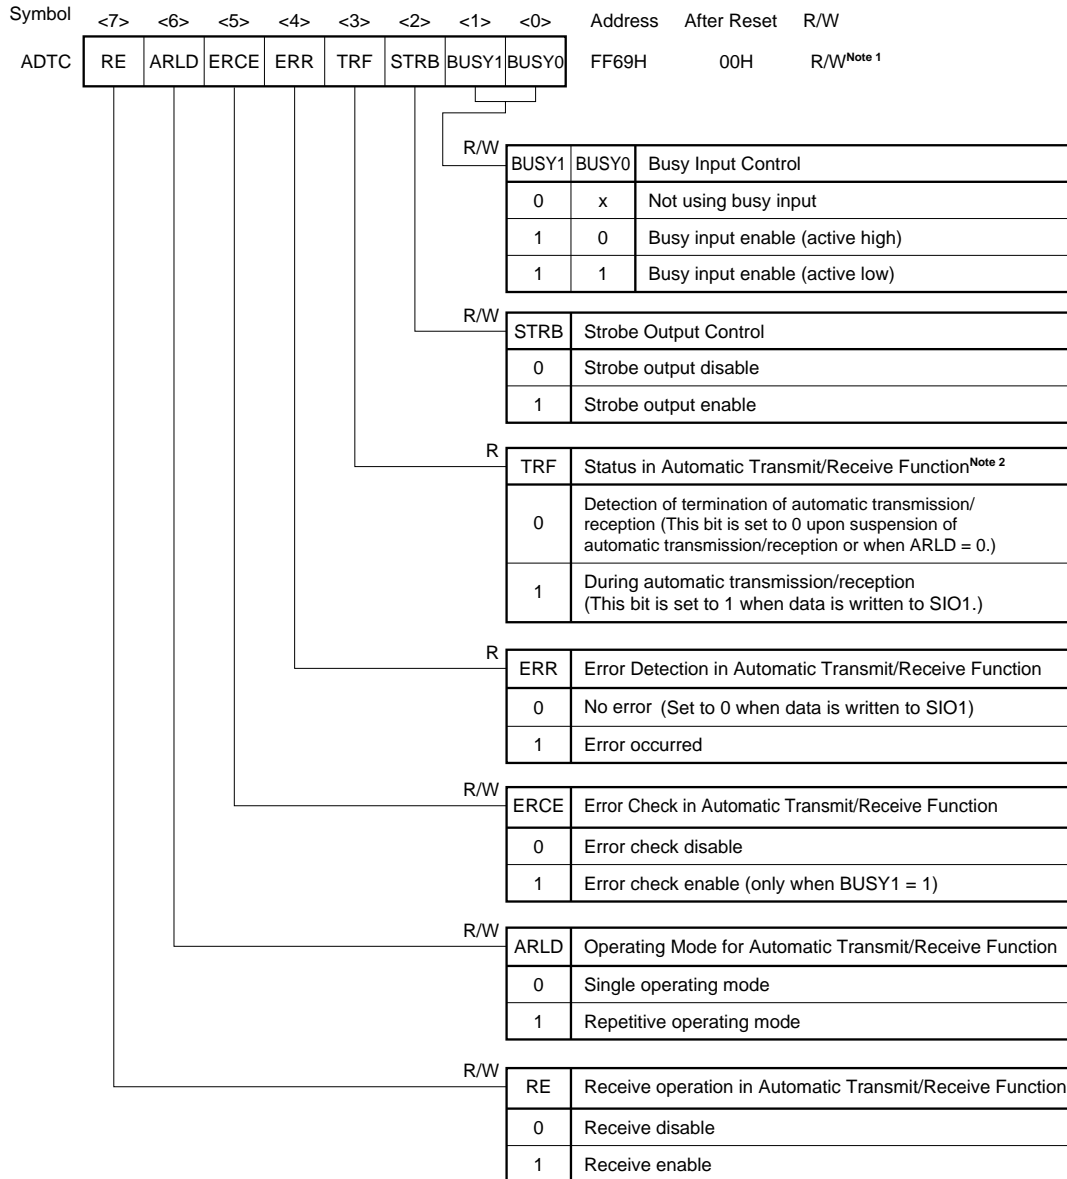 Symbol <7> <6> <5> <4> <3> <2> <1> <0> Address After Reset R/W
ADTC RE ARLD ERCE ERR TRF STRB BUSY1 BUSY0 FF69H 00H R/WNote 1
R/W
BUSY1 BUSY0 Busy Input Control
0 x Not using busy input
1 0 Busy input enable (active high)
1 1 Busy input enable (active low)
R/W
STRB Strobe Output Control
0 Strobe output disable
1 Strobe output enable
R
TRF Status in Automatic Transmit/Receive FunctionNote 2
0 Detection of termination of automatic transmission/
reception (This bit is set to 0 upon suspension of
automatic transmission/reception or when ARLD = 0.)
1 During automatic transmission/reception
(This bit is set to 1 when data is written to SIO1.)
R
ERR Error Detection in Automatic Transmit/Receive Function
0 No error (Set to 0 when data is written to SIO1)
1 Error occurred
R/W
ERCE Error Check in Automatic Transmit/Receive Function
0 Error check disable
1 Error check enable (only when BUSY1 = 1)
R/W
ARLD Operating Mode for Automatic Transmit/Receive Function
0 Single operating mode
1 Repetitive operating mode
R/W
RE Receive operation in Automatic Transmit/Receive Function
0 Receive disable
1 Receive enable